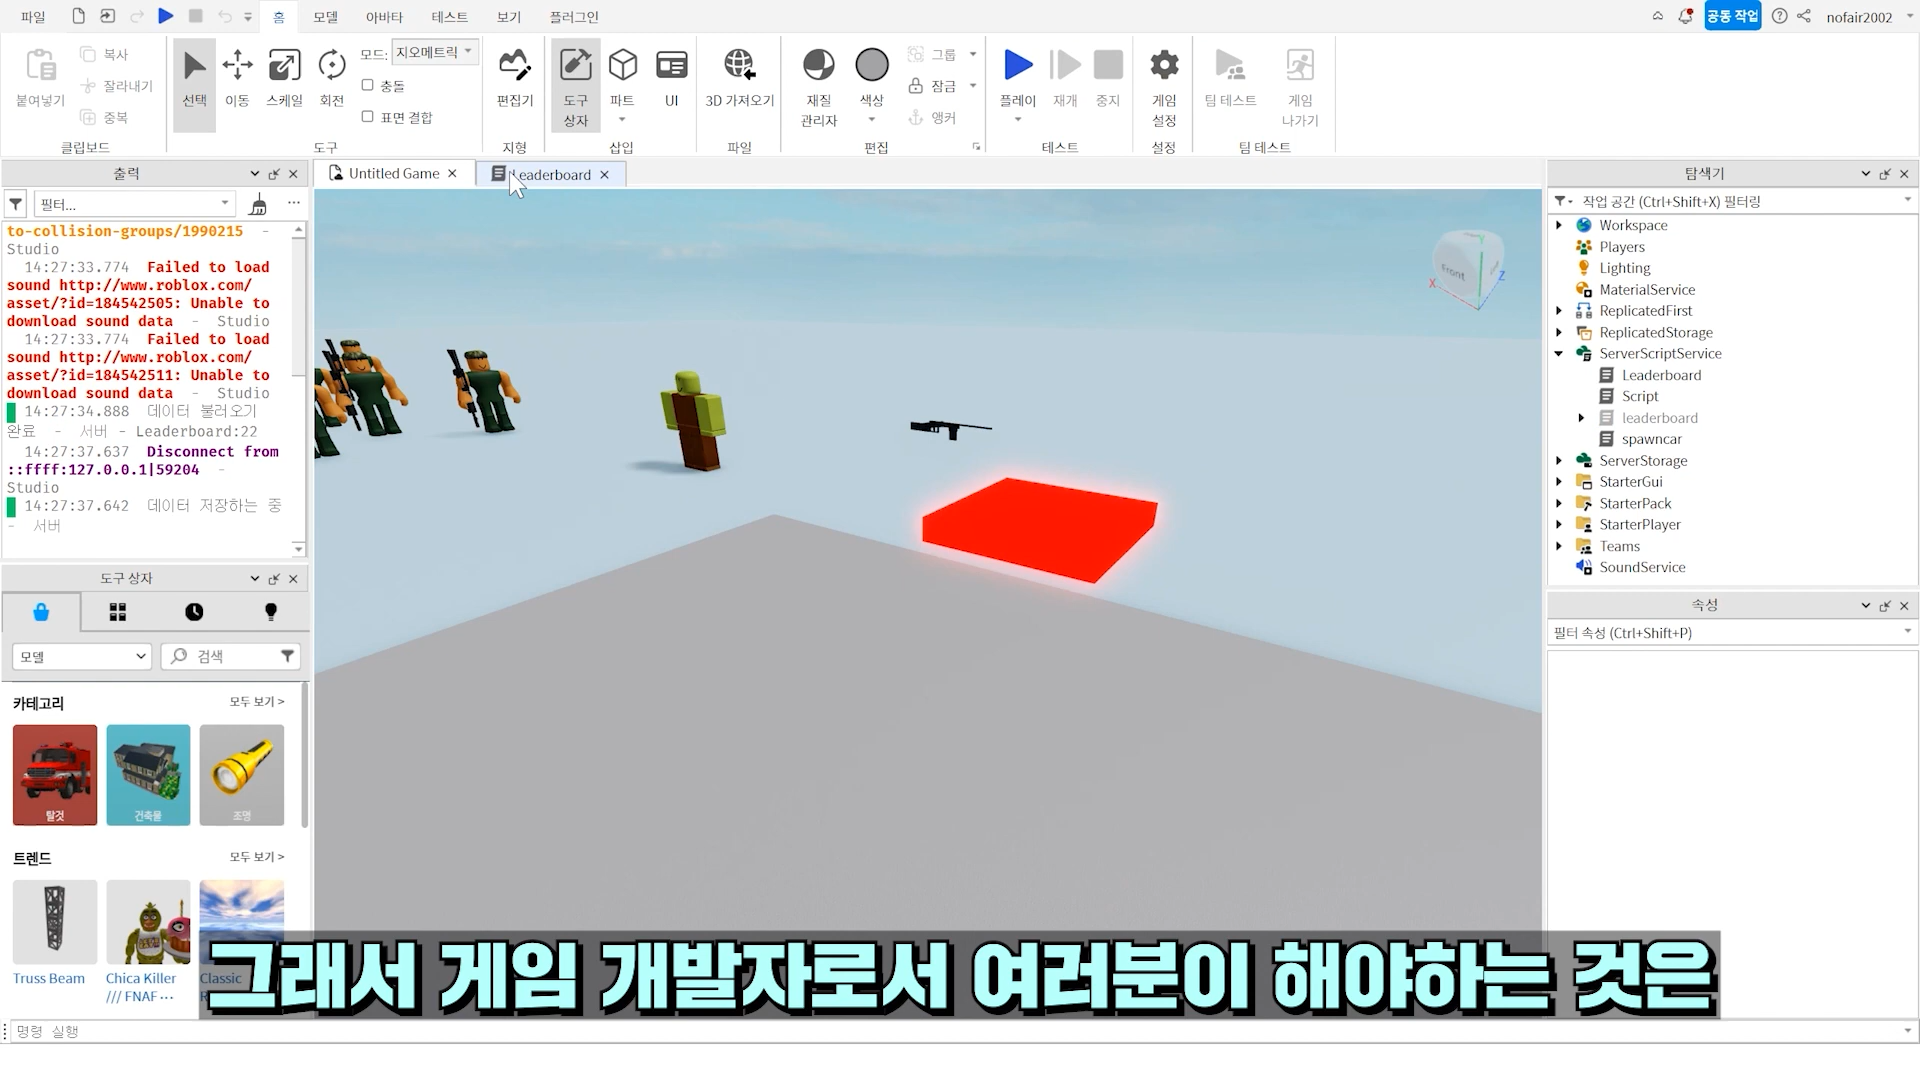 파일
홈
모델
아바타
테스트
보기
플러그인
공동 작업
nofair2002
붙여넣기
복사
잘라내기
중복
클립보드
선택
이동
스케일
회전
모드:
지오메트릭
충돌
표면 결합
도구
편집기
지형
도구
상자
파트
UI
삽입
3D 가져오기
파일
재질
관리자
색상
그룹
잠금
앵커
편집
플레이
재개
중지
테스트
게임
설정
설정
팀 테스트
게임
나가기
팀 테스트
출력
필터...
to-collision-groups/1990215 -
Studio
14:27:33.774 Failed to load
sound http://www.roblox.com/
asset/?id=184542505: Unable to
download sound data - Studio
14:27:33.774 Failed to load
sound http://www.roblox.com/
asset/?id=184542511: Unable to
download sound data - Studio
14:27:34.888 데이터 불러오기
완료 - 서버 - Leaderboard:22
14:27:37.637 Disconnect from
::ffff:127.0.0.1|59204 -
Studio
14:27:37.642 데이터 저장하는 중
- 서버
Untitled Game
Leaderboard
Front
Y
X
Z
탐색기
작업 공간 (Ctrl+Shift+X) 필터링
Workspace
Players
Lighting
MaterialService
ReplicatedFirst
ReplicatedStorage
ServerScriptService
Leaderboard
Script
leaderboard
spawncar
ServerStorage
StarterGui
StarterPack
StarterPlayer
Teams
SoundService
속성
필터 속성 (Ctrl+Shift+P)
도구 상자
모델
검색
카테고리
모두 보기 >
탈것
건축물
조명
트렌드
모두 보기 >
Truss Beam
Chica Killer
/// FNAF ...
Classic
그래서 게임 개발자로서 여러분이 해야하는 것은
명령 실행